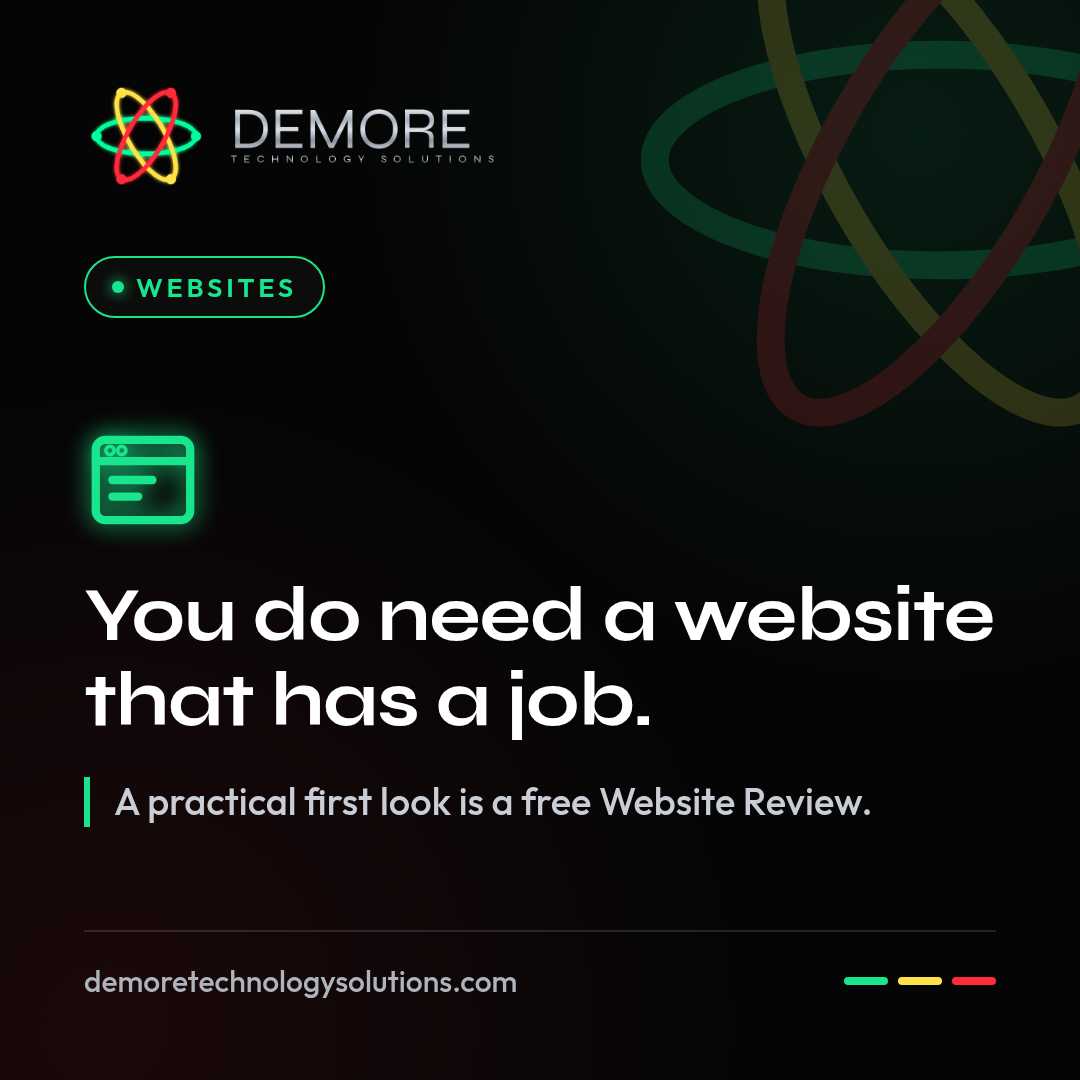 DEMORE
TECHNOLOGY SOLUTIONS
WEBSITES
You do need a website
that has a job.
A practical first look is a free Website Review.
demoretechnologysolutions.com